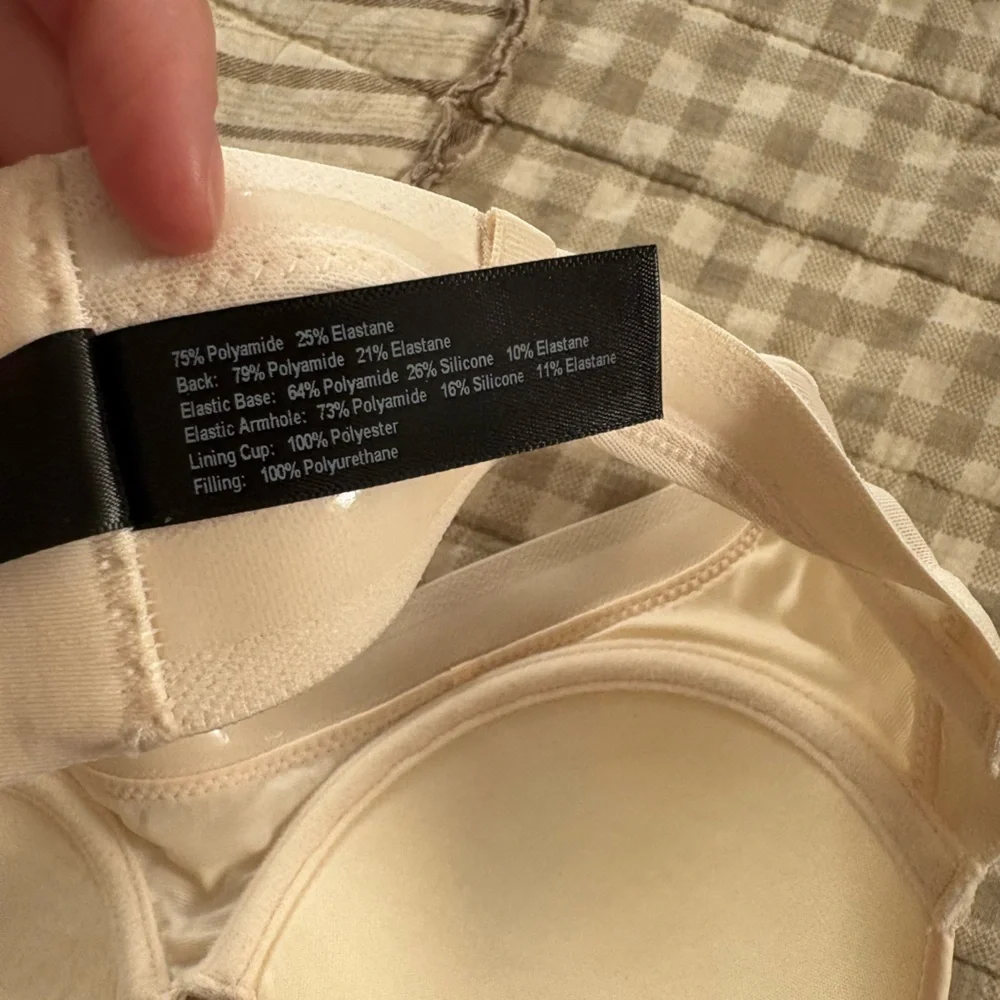 75% Polyamide 25% Elastane
Back: 79% Polyamide 21% Elastane
Elastic Base: 64% Polyamide 26% Silicone 10% Elastane
Elastic Armhole: 73% Polyamide 16% Silicone 11% Elastane
Lining Cup: 100% Polyester
Filling: 100% Polyurethane